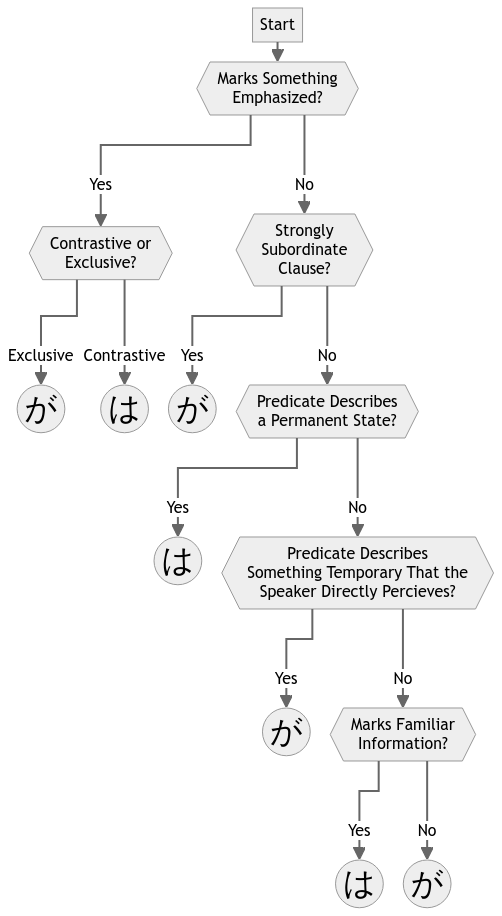 Start
Marks Something
Emphasized?
Yes
No
Contrastive or
Exclusive?
Strongly
Subordinate
Clause?
Exclusive
Contrastive
Yes
No
が
は
が
Predicate Describes
a Permanent State?
Yes
No
は
Predicate Describes
Something Temporary That the
Speaker Directly Percieves?
Yes
No
が
Marks Familiar
Information?
Yes
No
は
が